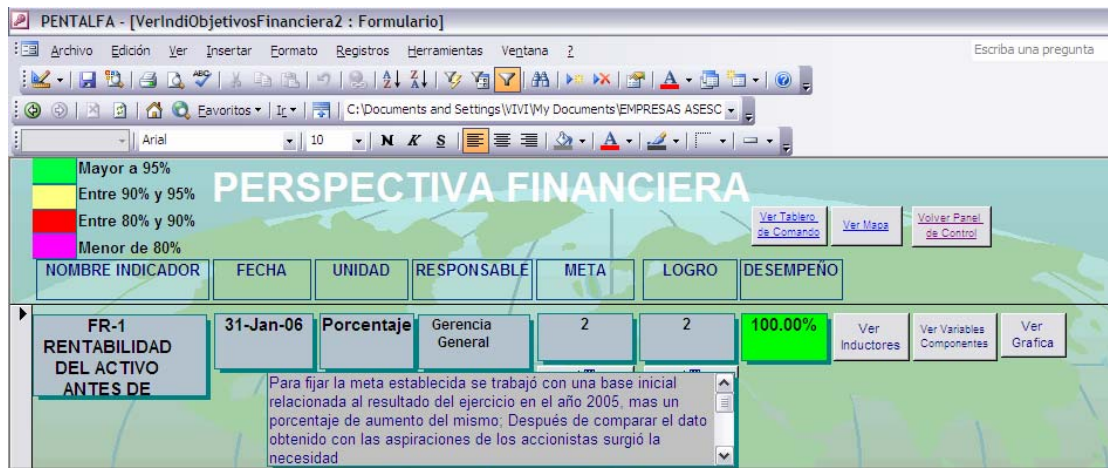 PENTALFA - [VerIndiObjetivosFinanciera2 : Formulario]
Archivo Edición Ver Insertar Formato Registros Herramientas Ventana ? Escriba una pregunta
Favoritos Ir C:\Documents and Settings\VIVI\My Documents\EMPRESAS ASESC
Arial 10 N K S
Mayor a 95%
Entre 90% y 95%
Entre 80% y 90%
Menor de 80%
PERSPECTIVA FINANCIERA
Ver Tablero de Comando
Ver Mapa
Volver Panel de Control
NOMBRE INDICADOR FECHA UNIDAD RESPONSABLE META LOGRO DESEMPEÑO
FR-1
RENTABILIDAD
DEL ACTIVO
ANTES DE
31-Jan-06 Porcentaje
Gerencia
General
2 2 100.00%
Ver
Inductores
Ver Variables
Componentes
Ver
Grafica
Para fijar la meta establecida se trabajó con una base inicial
relacionada al resultado del ejercicio en el año 2005, mas un
porcentaje de aumento del mismo; Después de comparar el dato
obtenido con las aspiraciones de los accionistas surgió la
necesidad